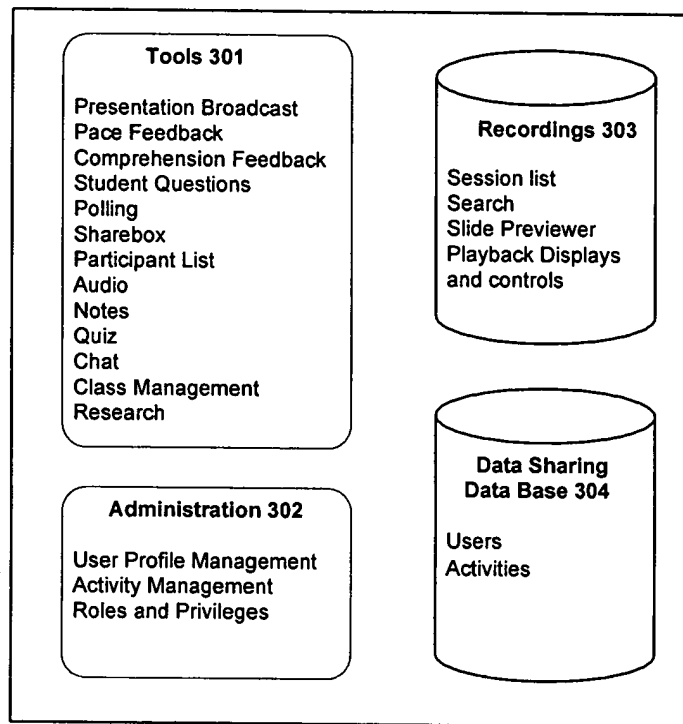 Tools 301
Presentation Broadcast
Pace Feedback
Comprehension Feedback
Student Questions
Polling
Sharebox
Participant List
Audio
Notes
Quiz
Chat
Class Management
Research
Administration 302
User Profile Management
Activity Management
Roles and Privileges
Recordings 303
Session list
Search
Slide Previewer
Playback Displays
and controls
Data Sharing
Data Base 304
Users
Activities